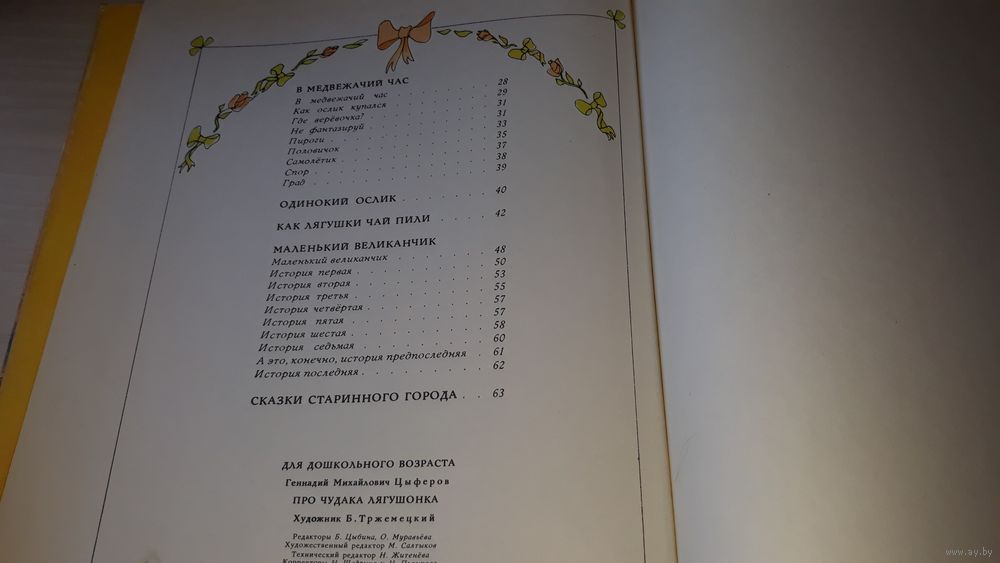 В МЕДВЕЖАЧИЙ ЧАС
В медвежачий час . . . . . . . . 28
Как ослик купался . . . . . . . . 29
Где верёвочка? . . . . . . . . 31
Не фантазируй . . . . . . . . 31
Пироги . . . . . . . . 33
Половичок . . . . . . . . 35
Самолётик . . . . . . . . 37
Спор . . . . . . . . 38
Град . . . . . . . . 39
ОДИНОКИЙ ОСЛИК . . . . . . 40
КАК ЛЯГУШКИ ЧАЙ ПИЛИ . . . . 42
МАЛЕНЬКИЙ ВЕЛИКАНЧИК
Маленький великанчик . . . . . . 48
История первая . . . . . . . . 50
История вторая . . . . . . . . 53
История третья . . . . . . . . 55
История четвёртая . . . . . . . . 57
История пятая . . . . . . . . 57
История шестая . . . . . . . . 58
История седьмая . . . . . . . . 60
А это, конечно, история предпоследняя . 61
История последняя . . . . . . . . 62
СКАЗКИ СТАРИННОГО ГОРОДА . . 63
ДЛЯ ДОШКОЛЬНОГО ВОЗРАСТА
Геннадий Михайлович Цыферов
ПРО ЧУДАКА ЛЯГУШОНКА
Художник Б. Тржемецкий
Редакторы Б. Цыбина, О. Муравьёва
Художественный редактор М. Салтыков
Технический редактор Н. Житенёва
Корректоры
www.ay.by